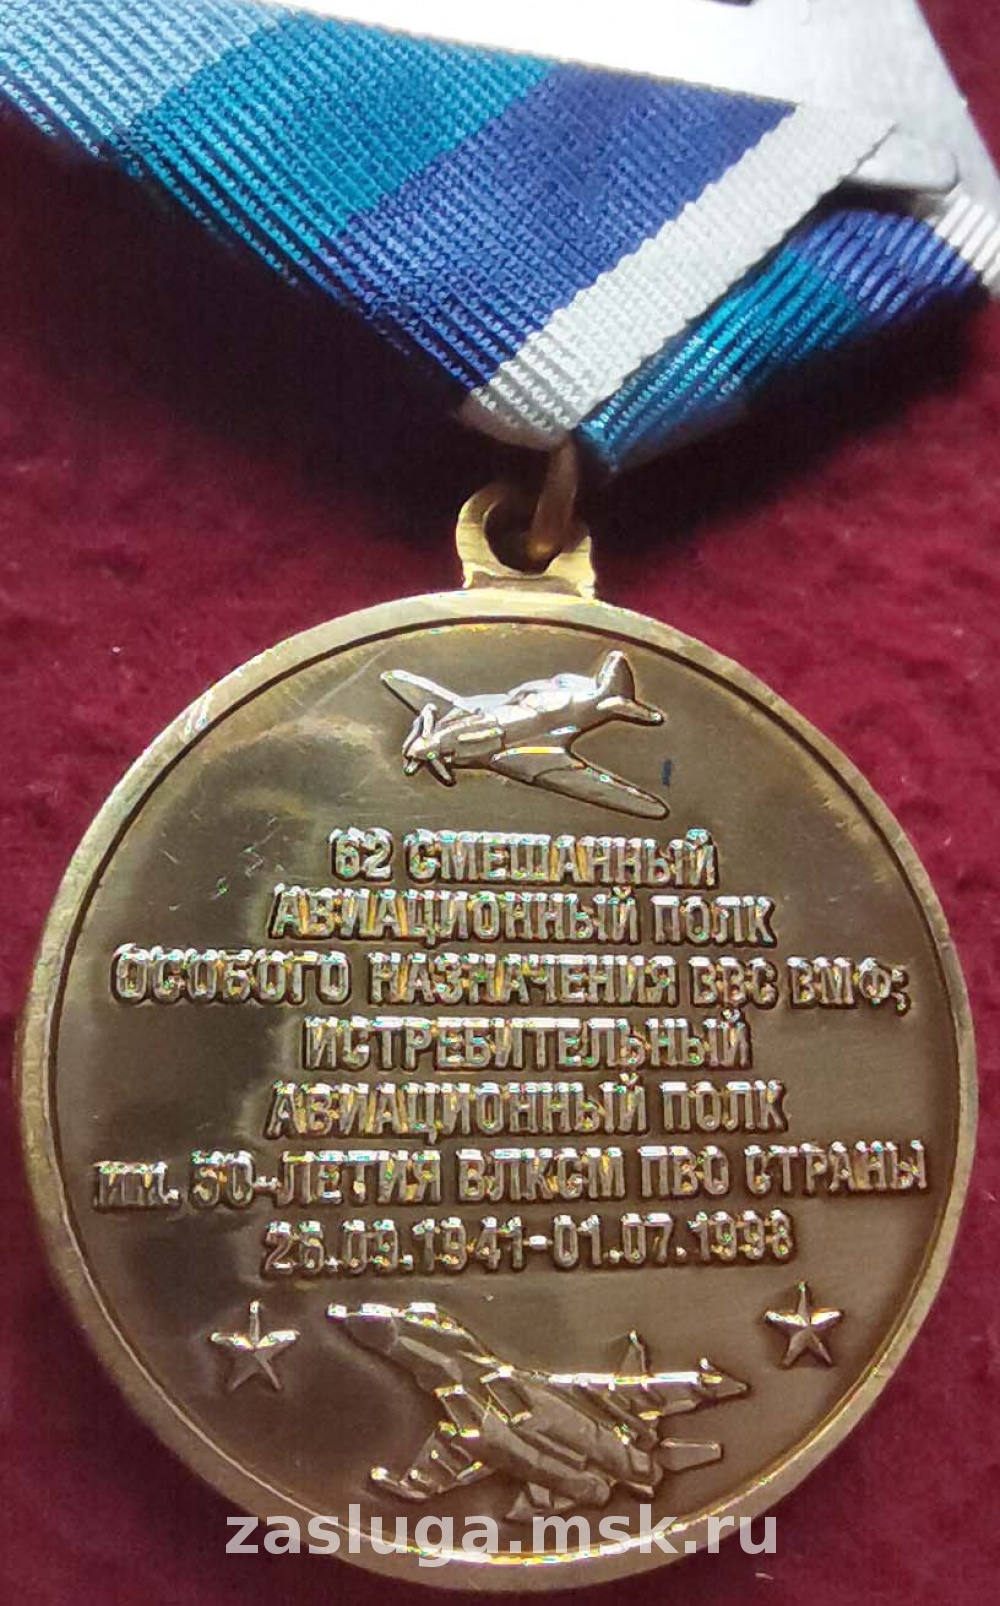 62 СМЕШАННЫЙ
АВИАЦИОННЫЙ ПОЛК
ОСОБОГО НАЗНАЧЕНИЯ ВВС ВМФ;
ИСТРЕБИТЕЛЬНЫЙ
АВИАЦИОННЫЙ ПОЛК
им. 50-ЛЕТИЯ ВЛКСМ ПВО СТРАНЫ
26.09.1941-01.07.1998
zasluga.msk.ru